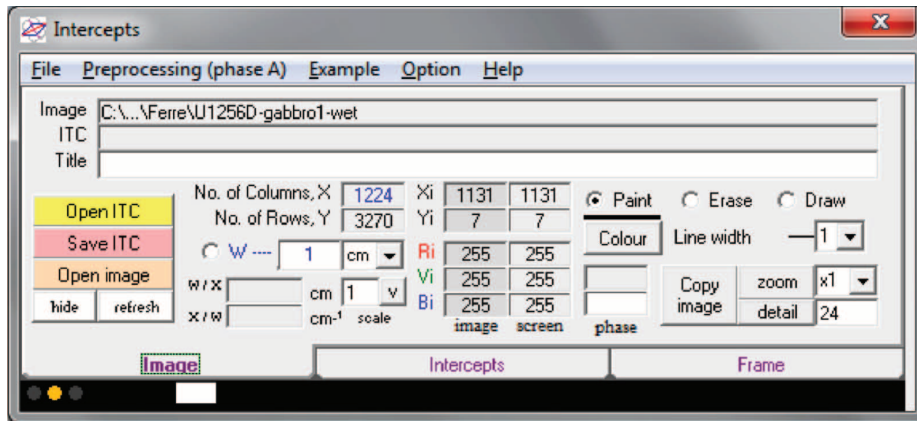 Intercepts
File Preprocessing (phase A) Example Option Help
Image C:\...\Ferre\U1256D-gabbro1-wet
ITC
Title
Open ITC
Save ITC
Open image
hide refresh
No. of Columns, X 1224
No. of Rows, Y 3270
W ---- 1 cm
W / X cm 1 v
X / W cm-1 scale
Xi 1131 1131
Yi 7 7
Ri 255 255
Vi 255 255
Bi 255 255
image screen
Paint Erase Draw
Colour Line width 1
phase
Copy image
zoom x1
detail 24
Image Intercepts Frame